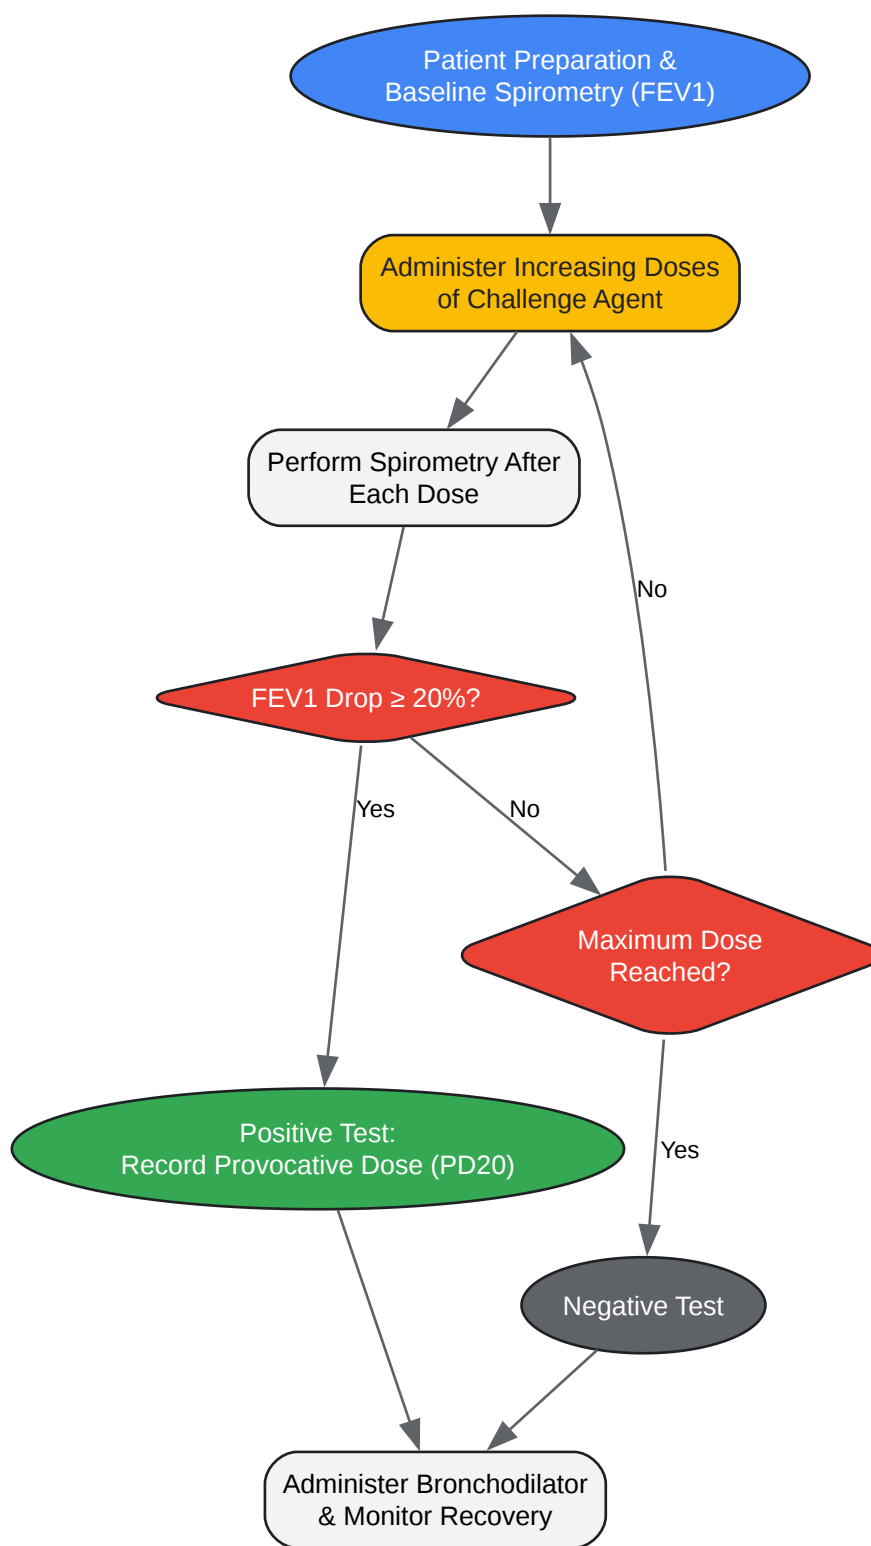 Patient Preparation &
Baseline Spirometry (FEV1)
Administer Increasing Doses
of Challenge Agent
Perform Spirometry After
Each Dose
No
FEV1 Drop ≥ 20%?
Yes
No
Maximum Dose
Reached?
Positive Test:
Record Provocative Dose (PD20)
Yes
Negative Test
Administer Bronchodilator
& Monitor Recovery